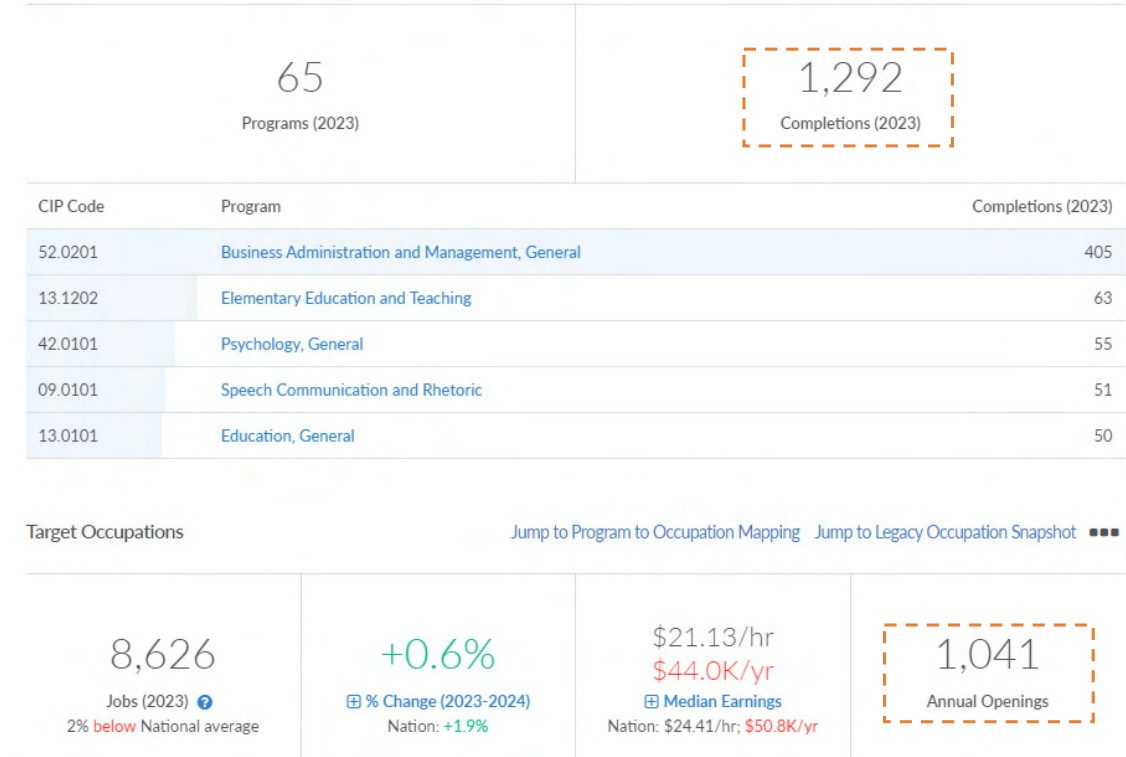 65
Programs (2023)
1,292
Completions (2023)
CIP Code Program Completions (2023)
52.0201 Business Administration and Management, General 405
13.1202 Elementary Education and Teaching 63
42.0101 Psychology, General 55
09.0101 Speech Communication and Rhetoric 51
13.0101 Education, General 50
Target Occupations Jump to Program to Occupation Mapping Jump to Legacy Occupation Snapshot
8,626
Jobs (2023)
2% below National average
+0.6%
% Change (2023-2024)
Nation: +1.9%
$21.13/hr
$44.0K/yr
Median Earnings
Nation: $24.41/hr; $50.8K/yr
1,041
Annual Openings